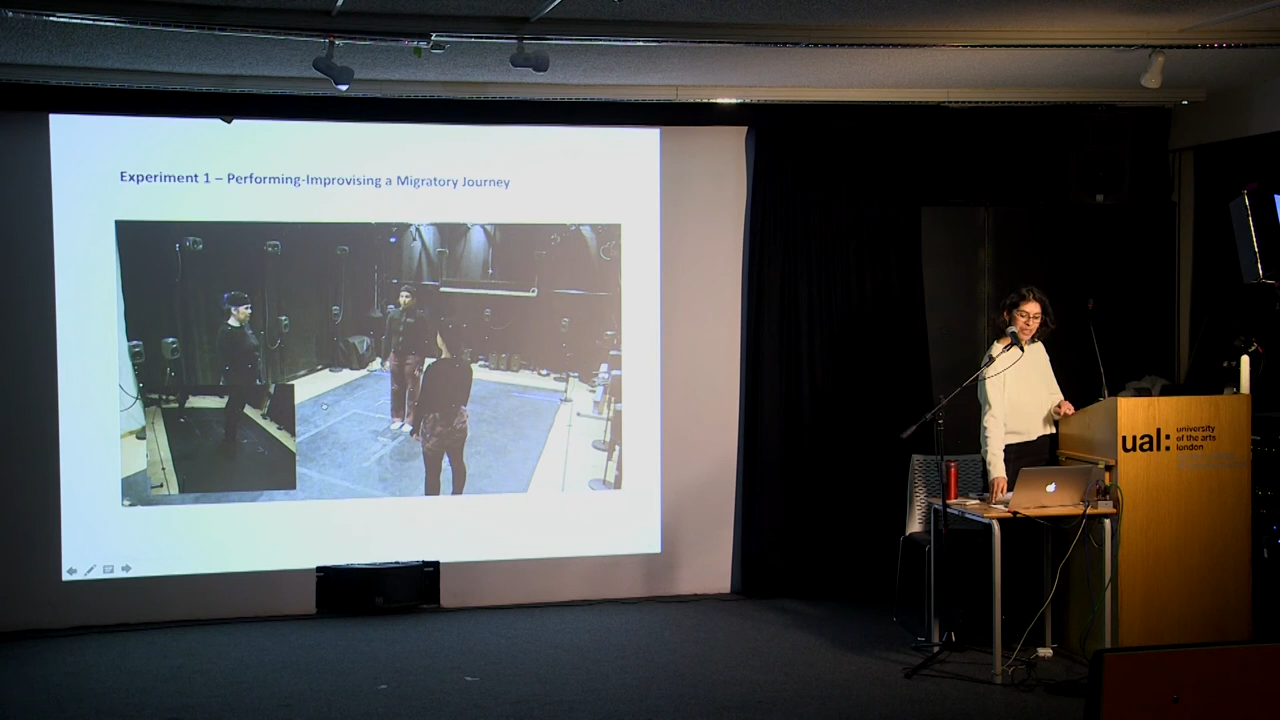 Experiment 1 – Performing-Improvising a Migratory Journey
ual:
university
of the arts
london